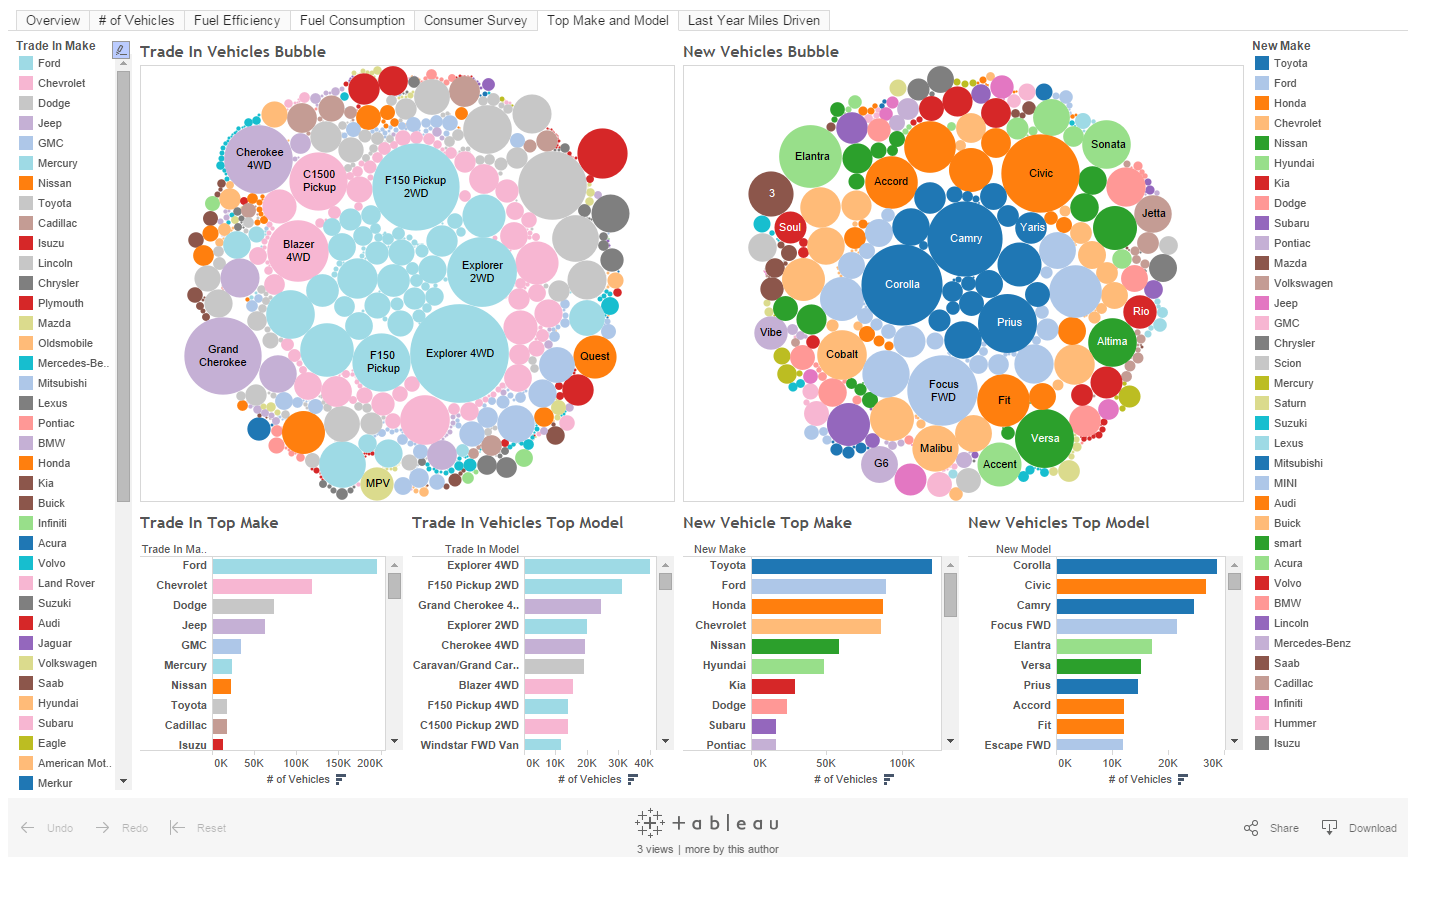 Overview
# of Vehicles
Fuel Efficiency
Fuel Consumption
Consumer Survey
Top Make and Model
Last Year Miles Driven
Trade In Make
Ford
Chevrolet
Dodge
Jeep
GMC
Mercury
Nissan
Toyota
Cadillac
Isuzu
Lincoln
Chrysler
Plymouth
Mazda
Oldsmobile
Mercedes-Be..
Mitsubishi
Lexus
Pontiac
BMW
Honda
Kia
Buick
Infiniti
Acura
Volvo
Land Rover
Suzuki
Audi
Jaguar
Volkswagen
Saab
Hyundai
Subaru
Eagle
American Mot..
Merkur
Trade In Vehicles Bubble
Cherokee
4WD
C1500
Pickup
F150 Pickup
2WD
Blazer
4WD
Explorer
2WD
Grand
Cherokee
F150
Pickup
Explorer 4WD
Quest
MPV
New Vehicles Bubble
Elantra
Sonata
3
Accord
Civic
Jetta
Soul
Camry
Yaris
Corolla
Prius
Rio
Vibe
Altima
Cobalt
Focus
FWD
Fit
Versa
Malibu
G6
Accent
New Make
Toyota
Ford
Honda
Chevrolet
Nissan
Hyundai
Kia
Dodge
Subaru
Pontiac
Mazda
Volkswagen
Jeep
GMC
Chrysler
Scion
Mercury
Saturn
Suzuki
Lexus
Mitsubishi
MINI
Audi
Buick
smart
Acura
Volvo
BMW
Lincoln
Mercedes-Benz
Saab
Cadillac
Infiniti
Hummer
Isuzu
Trade In Top Make
Trade In Ma..
Ford
Chevrolet
Dodge
Jeep
GMC
Mercury
Nissan
Toyota
Cadillac
Isuzu
0K 50K 100K 150K 200K
# of Vehicles
Trade In Vehicles Top Model
Trade In Model
Explorer 4WD
F150 Pickup 2WD
Grand Cherokee 4..
Explorer 2WD
Cherokee 4WD
Caravan/Grand Car..
Blazer 4WD
F150 Pickup 4WD
C1500 Pickup 2WD
Windstar FWD Van
0K 10K 20K 30K 40K
# of Vehicles
New Vehicle Top Make
New Make
Toyota
Ford
Honda
Chevrolet
Nissan
Hyundai
Kia
Dodge
Subaru
Pontiac
0K 50K 100K
# of Vehicles
New Vehicles Top Model
New Model
Corolla
Civic
Camry
Focus FWD
Elantra
Versa
Prius
Accord
Fit
Escape FWD
0K 10K 20K 30K
# of Vehicles
Undo
Redo
Reset
+ableau
3 views | more by this author
Share
Download